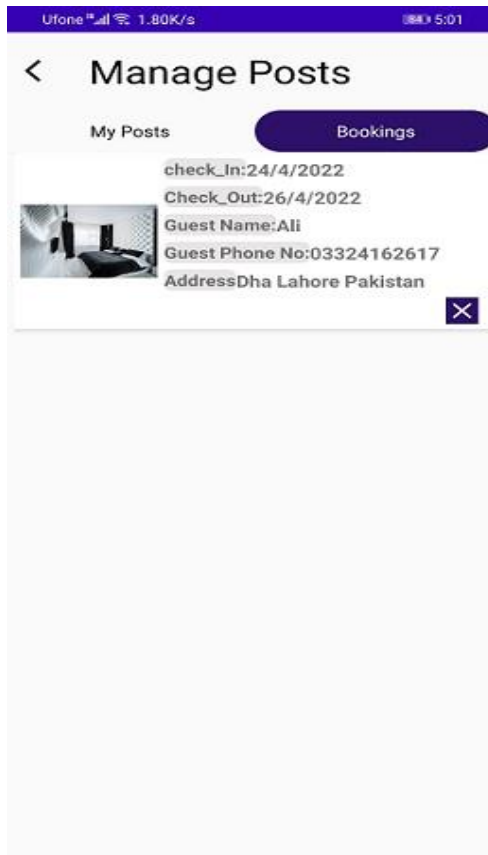 Ufone 1.80K/s 84 5:01
Manage Posts
My Posts Bookings
check_In:24/4/2022
Check_Out:26/4/2022
Guest Name:Ali
Guest Phone No:03324162617
AddressDha Lahore Pakistan